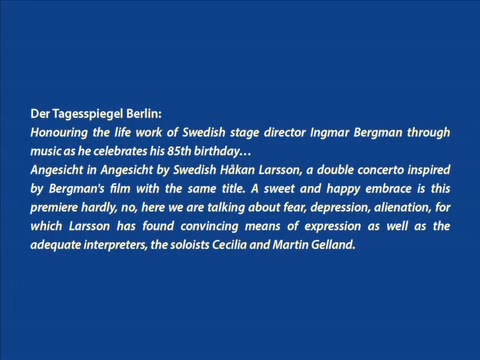 Der Tagesspiegel Berlin:
Honouring the life work of Swedish stage director Ingmar Bergman through
music as he celebrates his 85th birthday…
Angesicht in Angesicht by Swedish Håkan Larsson, a double concerto inspired
by Bergman's film with the same title. A sweet and happy embrace is this
premiere hardly, no, here we are talking about fear, depression, alienation, for
which Larsson has found convincing means of expression as well as the
adequate interpreters, the soloists Cecilia and Martin Gelland.